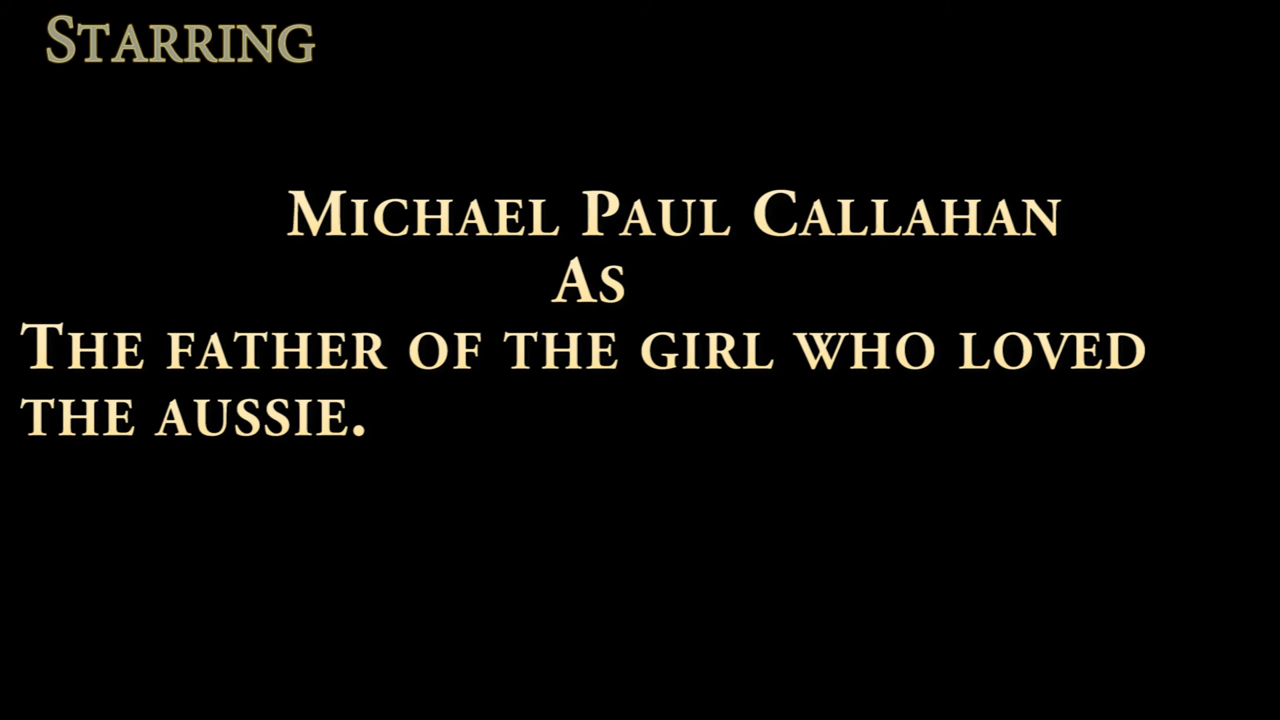 Starring
Michael Paul Callahan
As
The father of the girl who loved
the aussie.